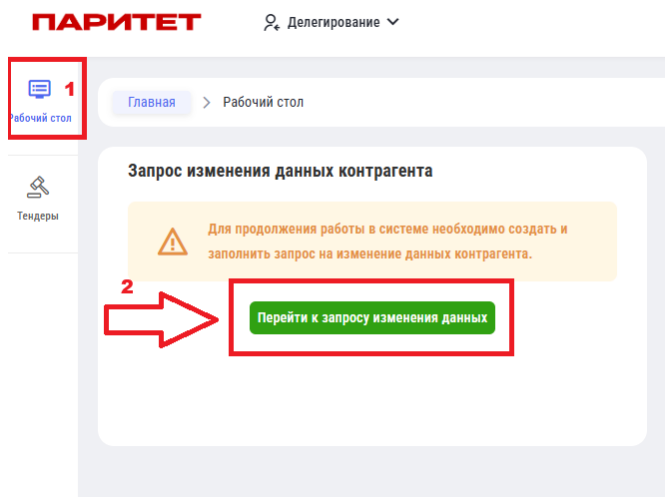 ПАРИТЕТ
Делегирование
1
Рабочий стол
Главная > Рабочий стол
Запрос изменения данных контрагента
Тендеры
Для продолжения работы в системе необходимо создать и
заполнить запрос на изменение данных контрагента.
2
Перейти к запросу изменения данных